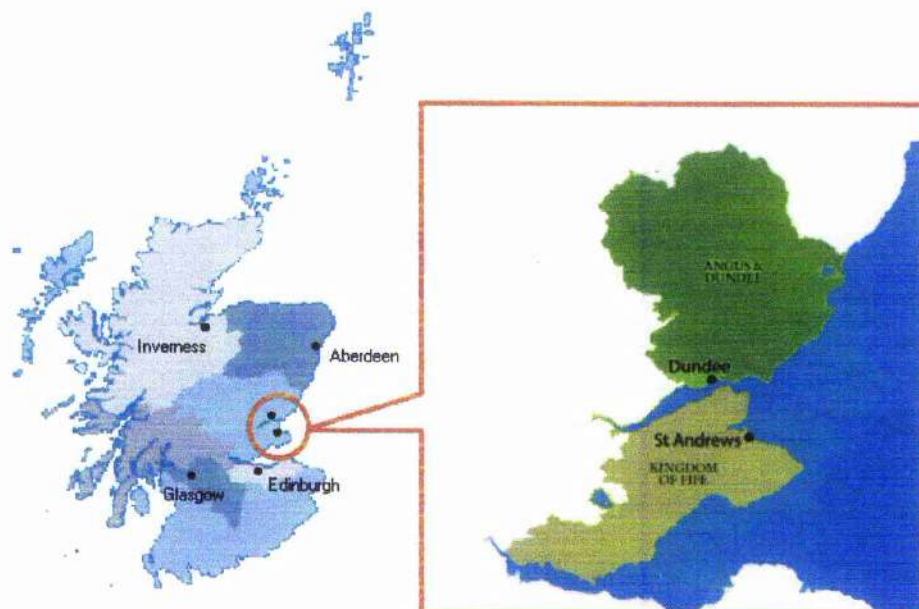 Inverness
Aberdeen
Glasgow
Edinburgh
ANGUS &
DUNDEE
Dundee
St Andrews
KINGDOM
OF FIFE